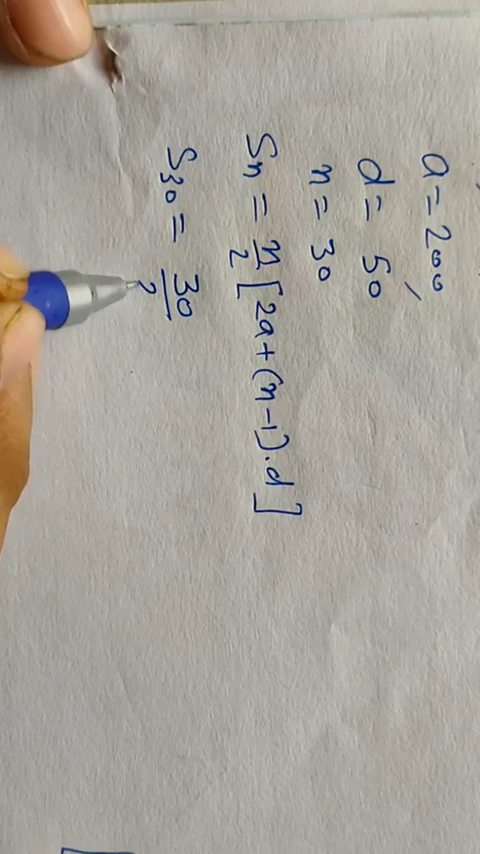 a = 200
d = 50
n = 30
Sn = n/2 [2a + (n-1).d]
S30 = 30/2